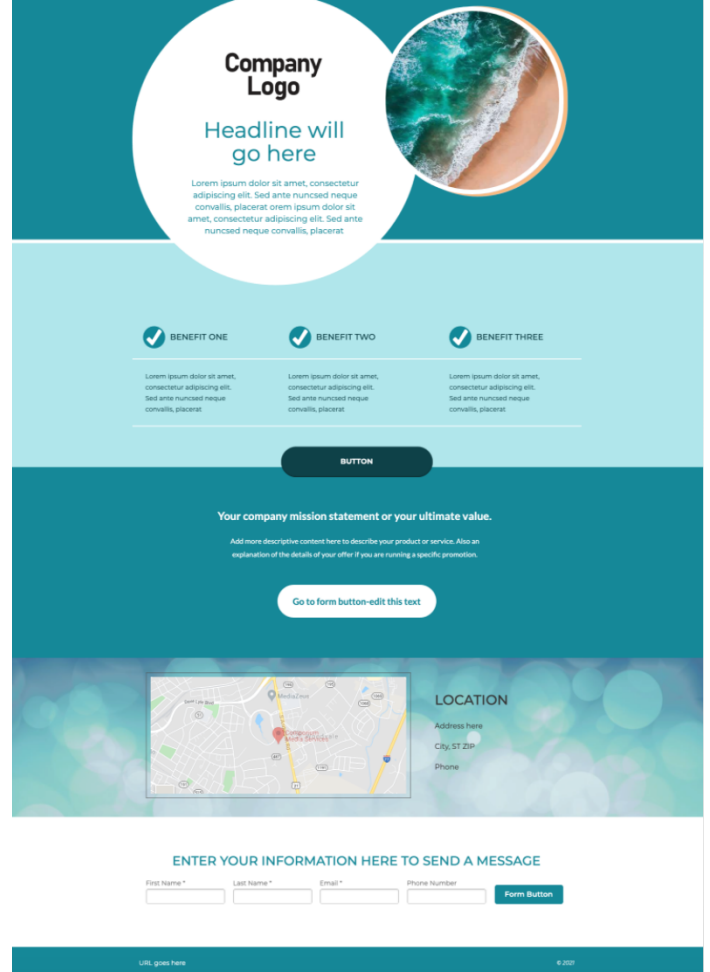 Company
Logo
Headline will
go here
Lorem ipsum dolor sit amet, consectetur
adipiscing elit. Sed ante nuncsed neque
convallis, placerat orem ipsum dolor sit
amet, consectetur adipiscing elit. Sed ante
nuncsed neque convallis, placerat
BENEFIT ONE
BENEFIT TWO
BENEFIT THREE
Lorem ipsum dolor sit amet,
consectetur adipiscing elit.
Sed ante nuncsed neque
convallis, placerat
Lorem ipsum dolor sit amet,
consectetur adipiscing elit.
Sed ante nuncsed neque
convallis, placerat
Lorem ipsum dolor sit amet,
consectetur adipiscing elit.
Sed ante nuncsed neque
convallis, placerat
BUTTON
Your company mission statement or your ultimate value.
Add more descriptive content here to describe your product or service. Also an
explanation of the details of your offer if you are running a specific promotion.
Go to form button-edit this text
Media Services
LOCATION
Address here
City, ST ZIP
Phone
ENTER YOUR INFORMATION HERE TO SEND A MESSAGE
First Name *
Last Name *
Email *
Phone Number
Form Button
URL goes here
© 2021